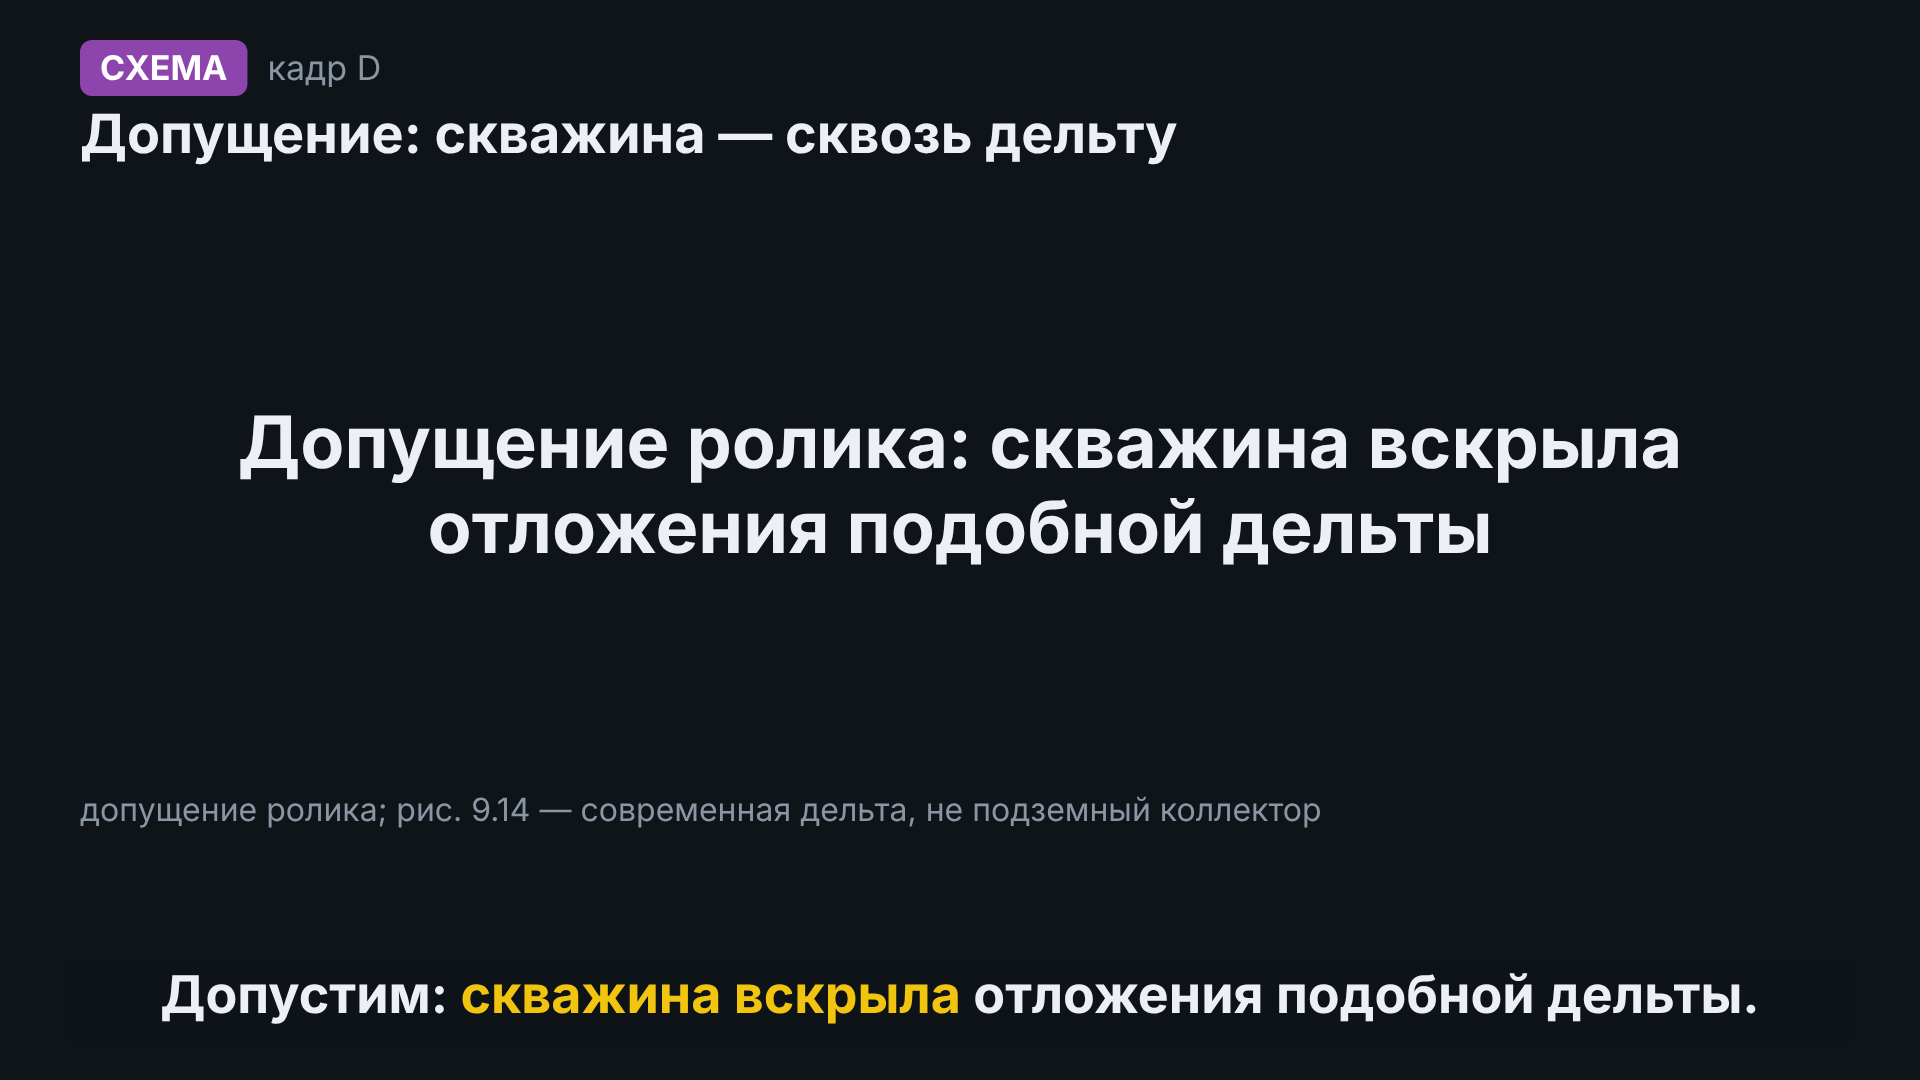 СХЕМА кадр D
Допущение: скважина — сквозь дельту
Допущение ролика: скважина вскрыла
отложения подобной дельты
допущение ролика; рис. 9.14 — современная дельта, не подземный коллектор
Допустим: скважина вскрыла отложения подобной дельты.